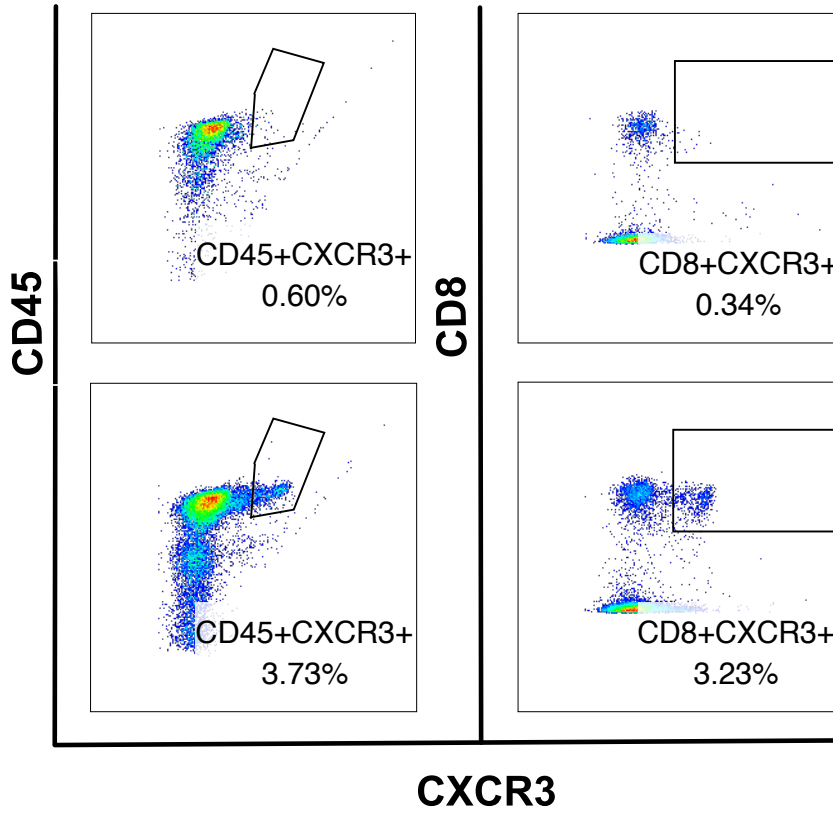 CD45
CD45+CXCR3+
0.60%
CD8
CD8+CXCR3+
0.34%
CD45+CXCR3+
3.73%
CD8+CXCR3+
3.23%
CXCR3